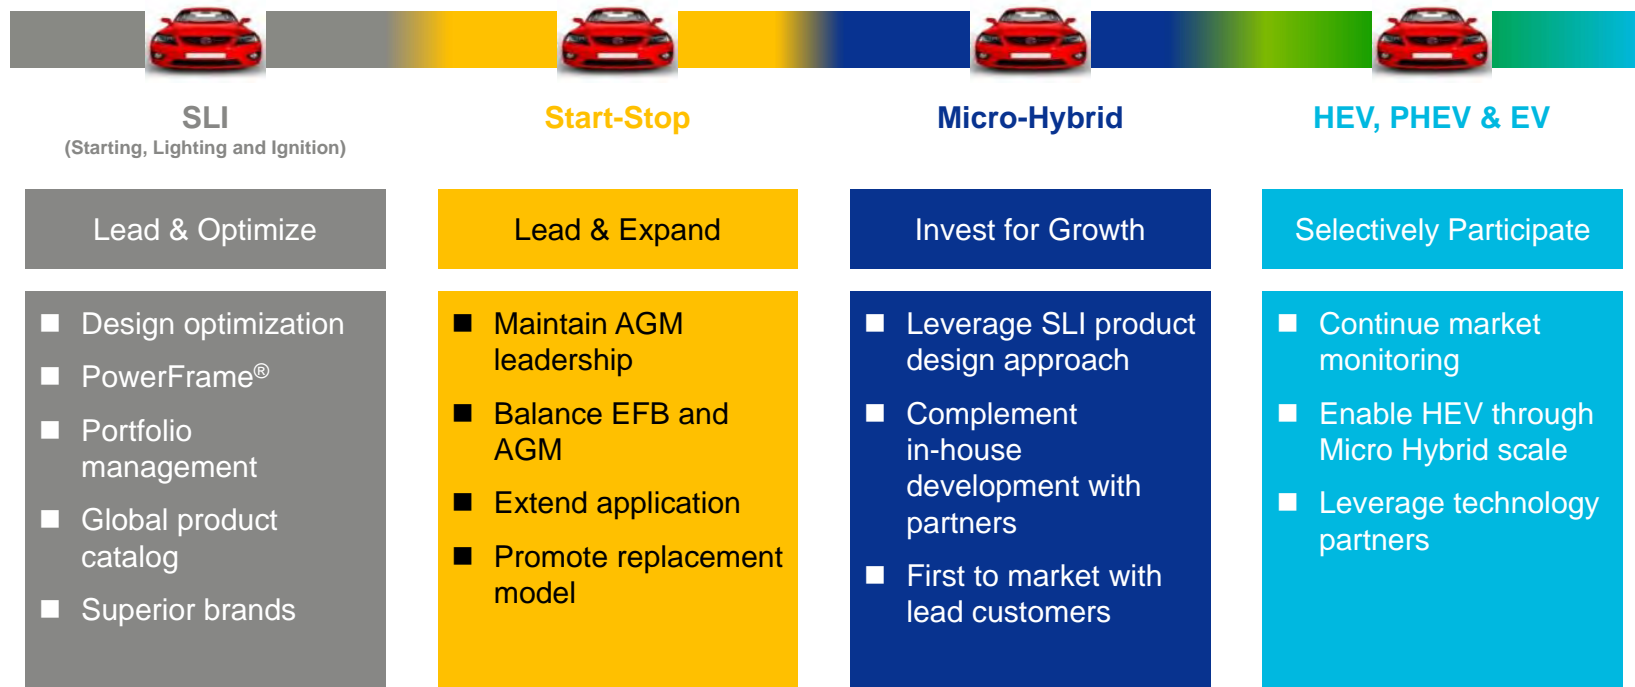 SLI
(Starting, Lighting and Ignition)
Lead & Optimize
Design optimization
PowerFrame®
Portfolio
management
Global product
catalog
Superior brands
Start-Stop
Lead & Expand
Maintain AGM
leadership
Balance EFB and
AGM
Extend application
Promote replacement
model
Micro-Hybrid
Invest for Growth
Leverage SLI product
design approach
Complement
in-house
development with
partners
First to market with
lead customers
HEV, PHEV & EV
Selectively Participate
Continue market
monitoring
Enable HEV through
Micro Hybrid scale
Leverage technology
partners